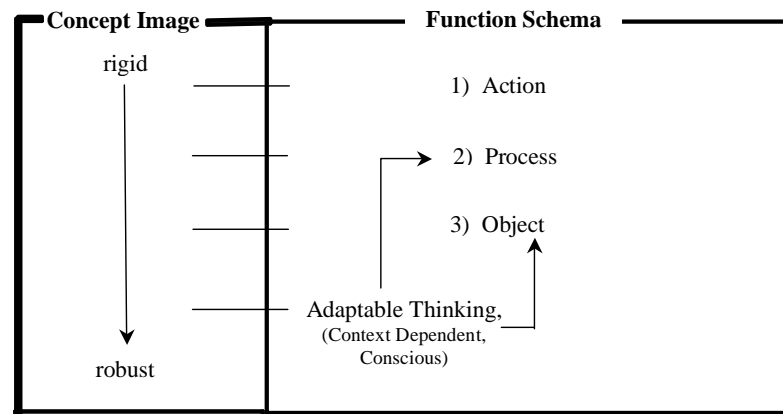 Concept Image
Function Schema
rigid
1) Action
2) Process
3) Object
Adaptable Thinking,
(Context Dependent,
Conscious)
robust